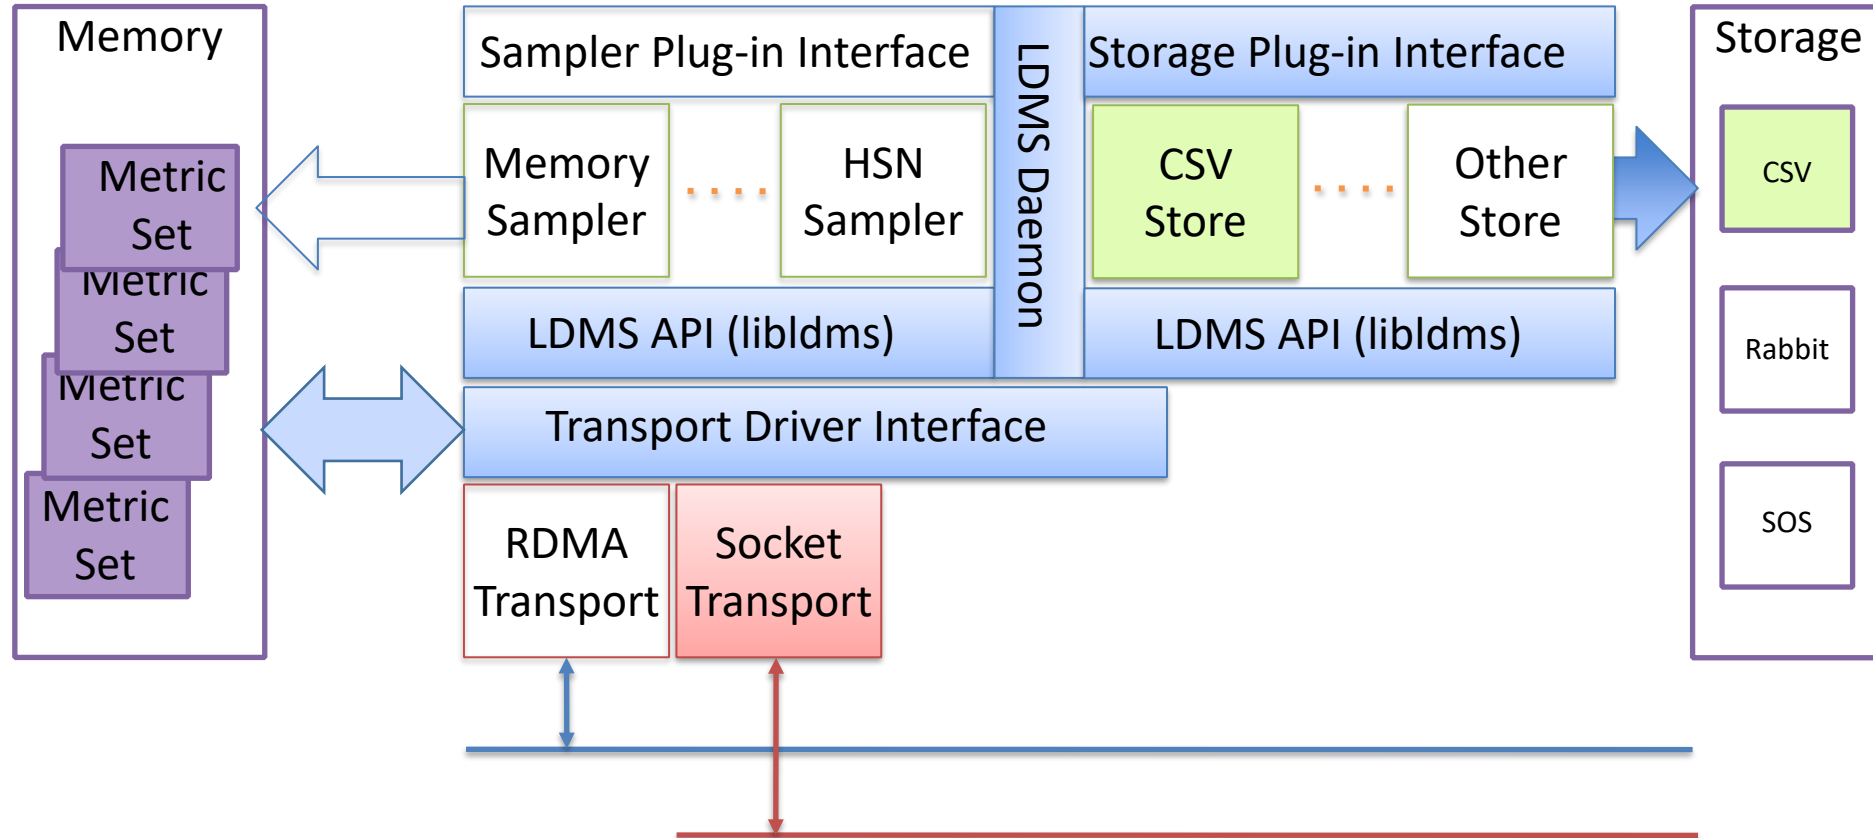 Memory
Metric
Set
Metric
Set
Metric
Set
Metric
Set
Sampler Plug-in Interface
Memory
Sampler
. . . .
HSN
Sampler
LDMS API (libldms)
LDMS Daemon
Storage Plug-in Interface
CSV
Store
. . . .
Other
Store
LDMS API (libldms)
Transport Driver Interface
RDMA
Transport
Socket
Transport
Storage
CSV
Rabbit
SOS